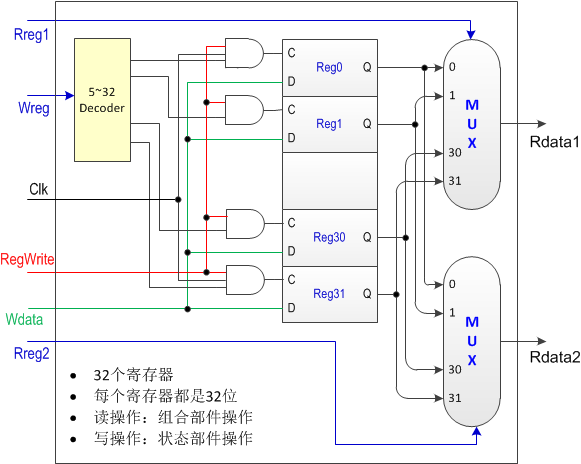 Rreg1
Wreg
Clk
RegWrite
Wdata
Rreg2
5~32
Decoder
C
Reg0
Q
D
C
Reg1
Q
D
C
Reg30
Q
D
C
Reg31
Q
D
0
1
M
U
X
30
31
Rdata1
0
1
M
U
X
30
31
Rdata2
● 32个寄存器
● 每个寄存器都是32位
● 读操作：组合部件操作
● 写操作：状态部件操作